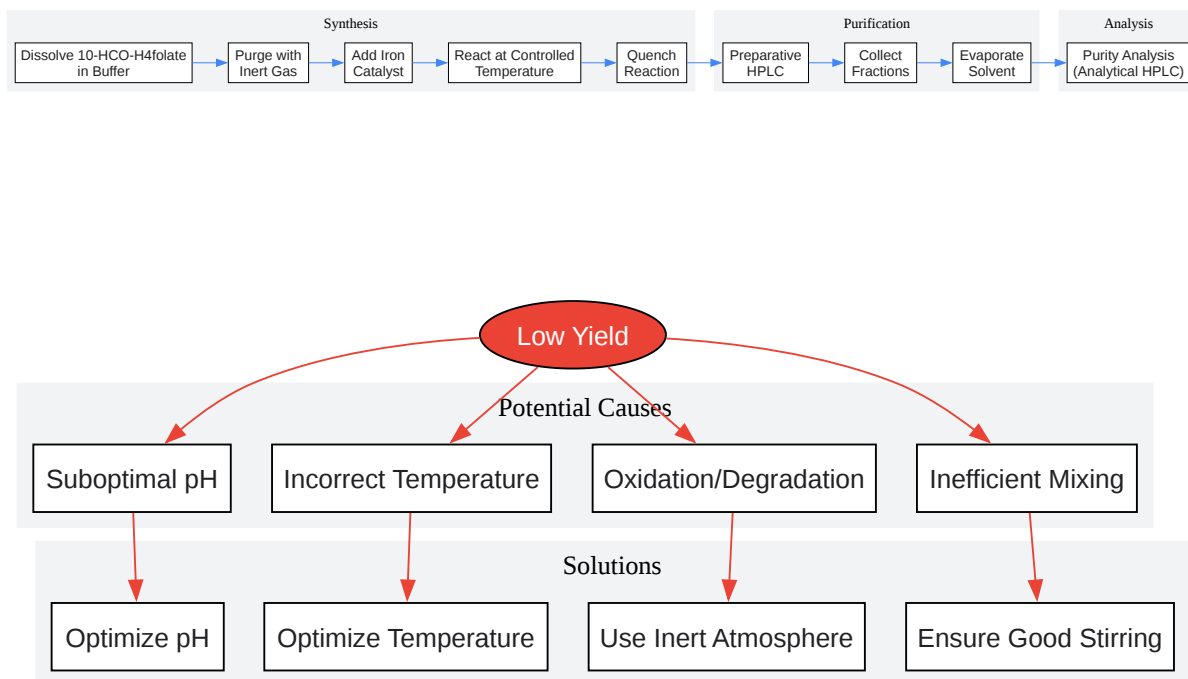 Synthesis
Purification
Analysis
Dissolve 10-HCO-H4folate
in Buffer
Purge with
Inert Gas
Add Iron
Catalyst
React at Controlled
Temperature
Quench
Reaction
Preparative
HPLC
Collect
Fractions
Evaporate
Solvent
Purity Analysis
(Analytical HPLC)
Low Yield
Potential Causes
Suboptimal pH
Incorrect Temperature
Oxidation/Degradation
Inefficient Mixing
Solutions
Optimize pH
Optimize Temperature
Use Inert Atmosphere
Ensure Good Stirring